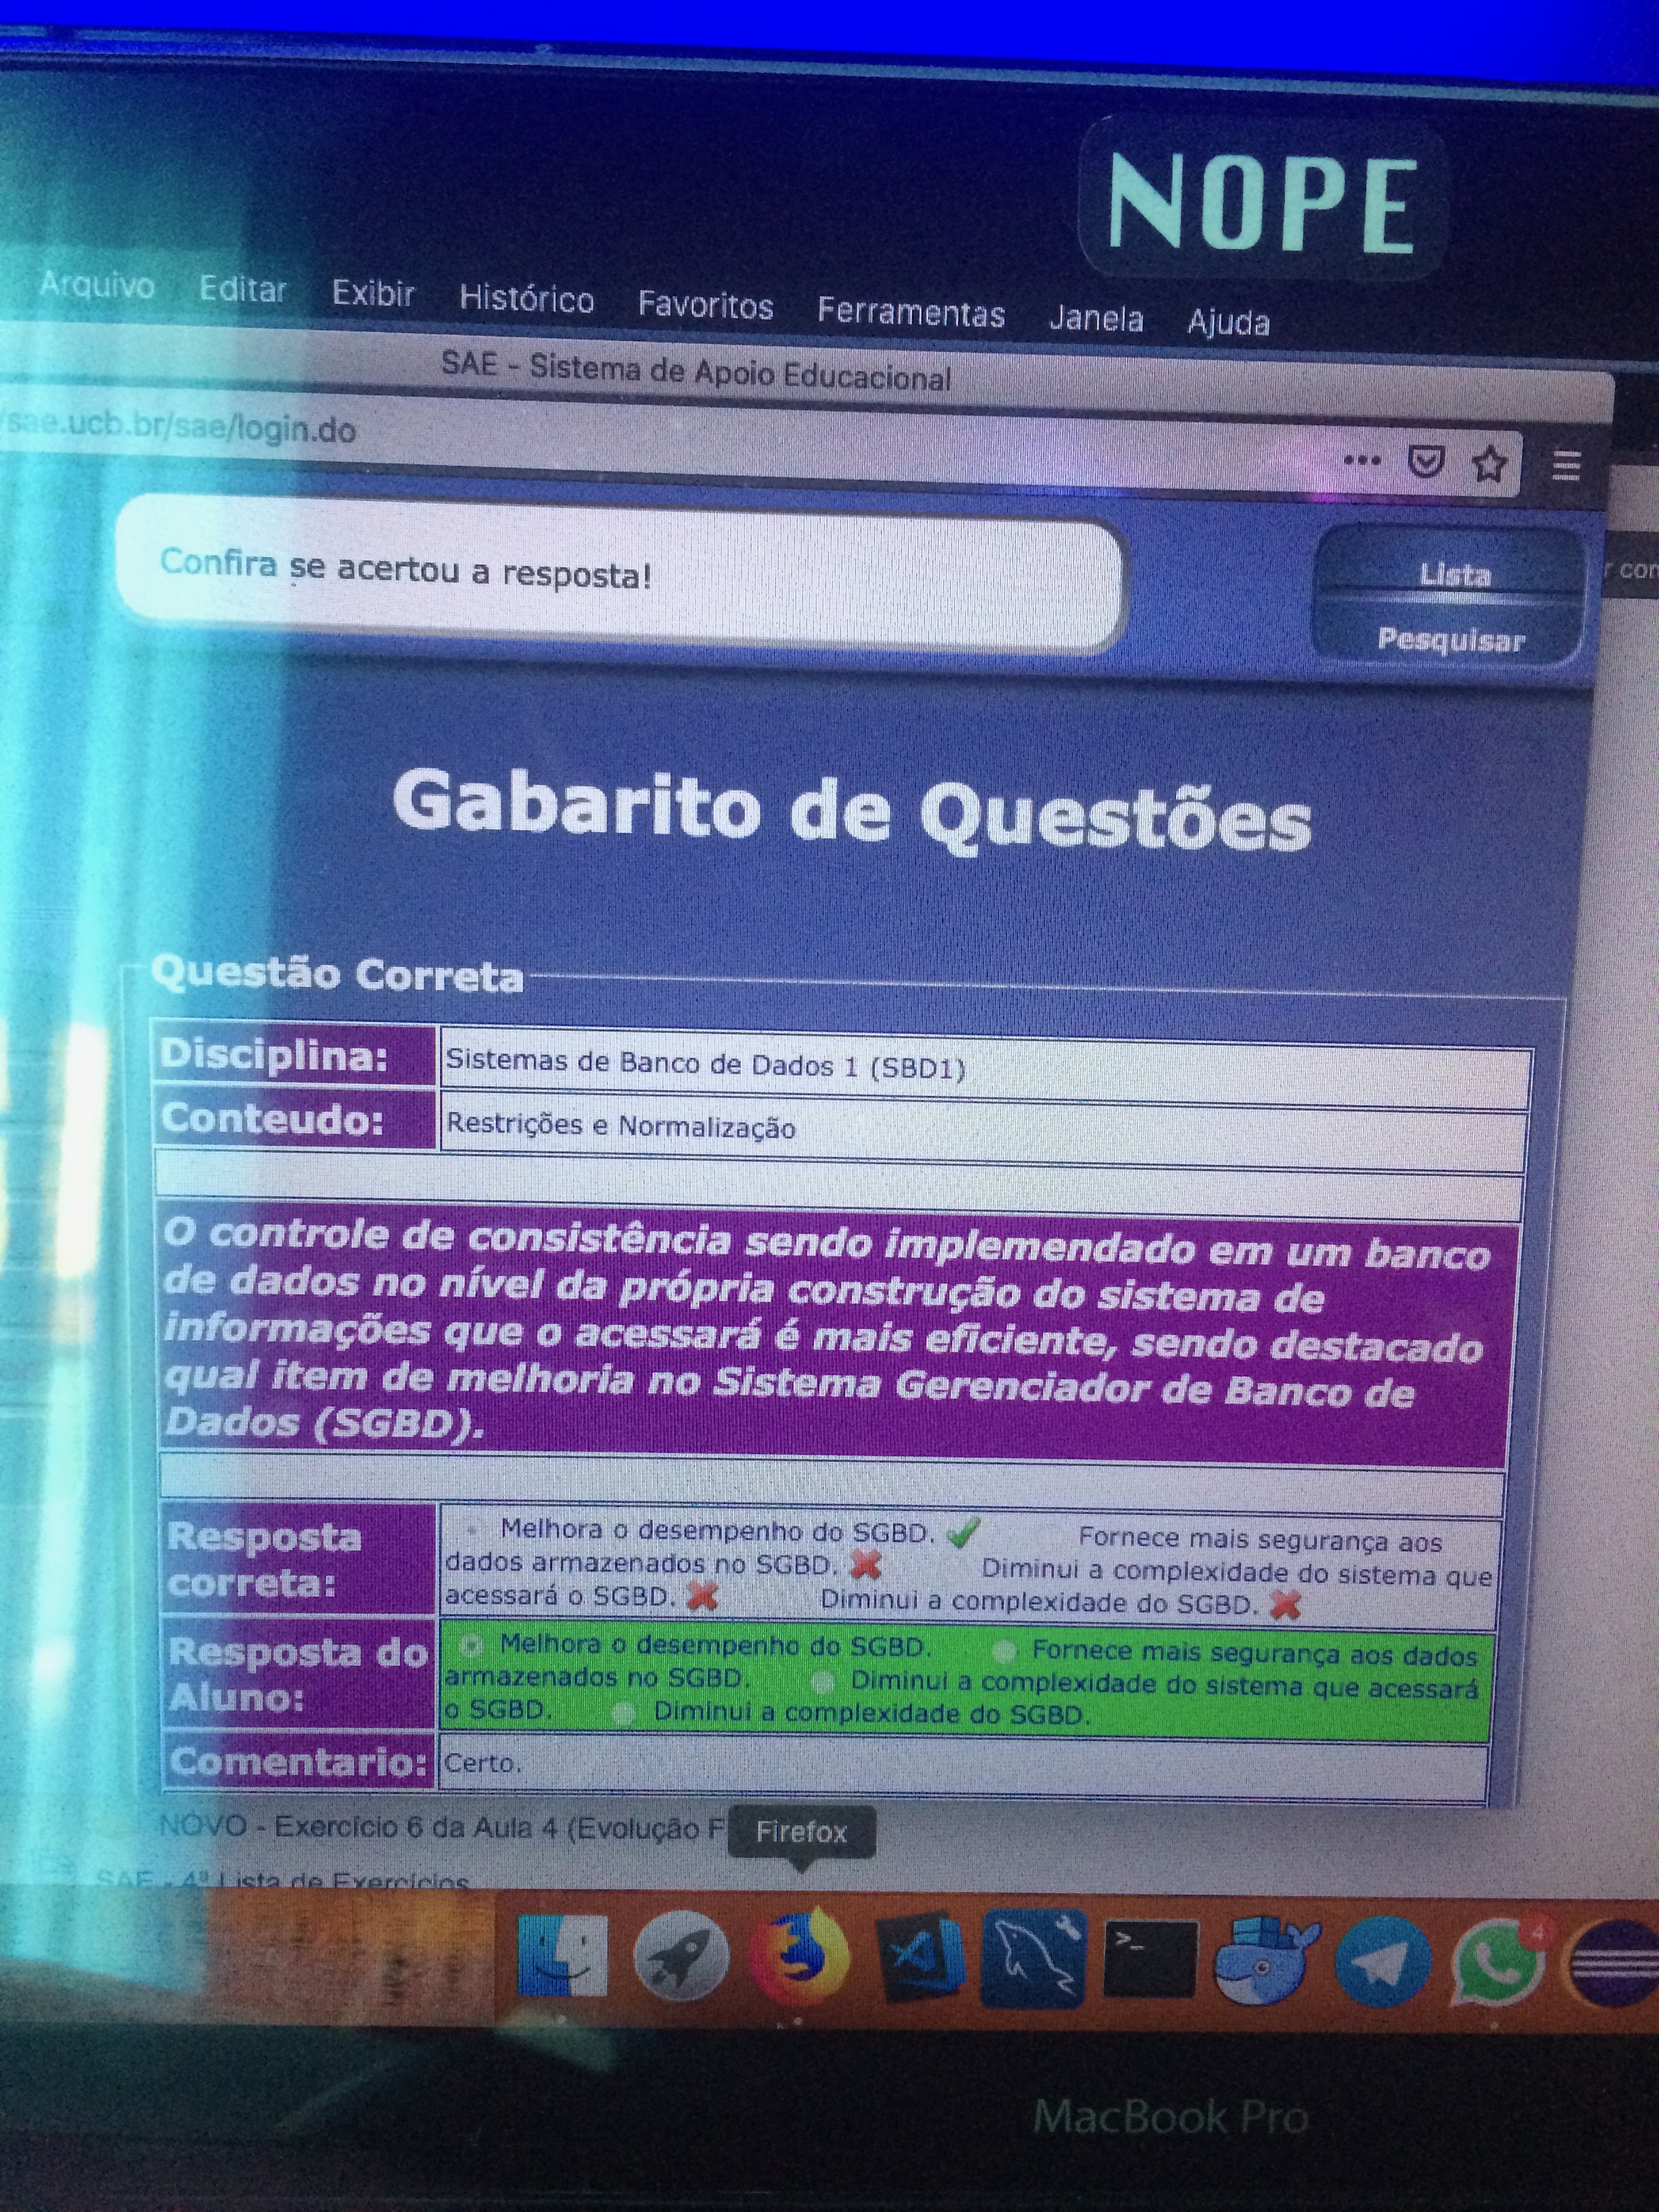 NOPE
Arquivo Editar Exibir Histórico Favoritos Ferramentas Janela Ajuda
SAE - Sistema de Apoio Educacional
/sae.ucb.br/sae/login.do
Confira se acertou a resposta!
Lista
r con
Pesquisar
Gabarito de Questões
Questão Correta
Disciplina: Sistemas de Banco de Dados 1 (SBD1)
Conteudo: Restrições e Normalização
O controle de consistência sendo implemendado em um banco
de dados no nível da própria construção do sistema de
informações que o acessará é mais eficiente, sendo destacado
qual item de melhoria no Sistema Gerenciador de Banco de
Dados (SGBD).
Resposta correta:
Melhora o desempenho do SGBD. Fornece mais segurança aos
dados armazenados no SGBD. Diminui a complexidade do sistema que
acessará o SGBD. Diminui a complexidade do SGBD.
Resposta do Aluno:
Melhora o desempenho do SGBD. Fornece mais segurança aos dados
armazenados no SGBD. Diminui a complexidade do sistema que acessará
o SGBD. Diminui a complexidade do SGBD.
Comentario: Certo.
NOVO - Exercício 6 da Aula 4 (Evolução F
Firefox
SAE - 4ª Lista de Exercícios
>_
4
MacBook Pro